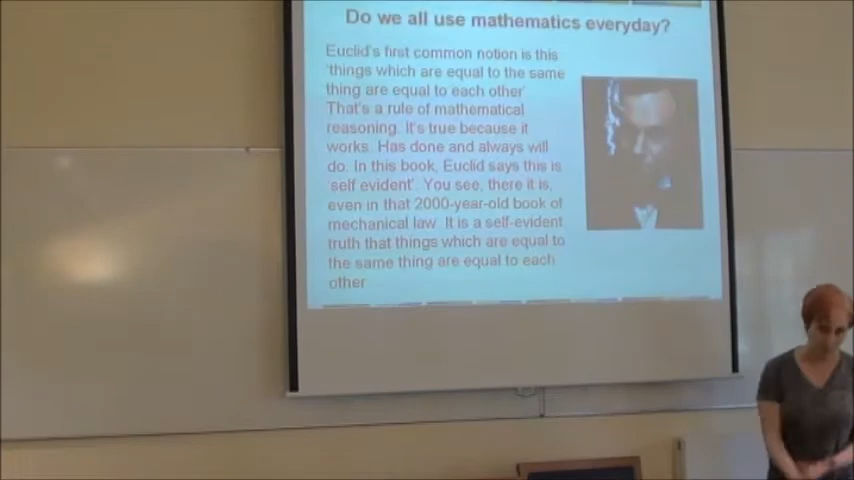 Do we all use mathematics everyday?
Euclid's first common notion is this
'things which are equal to the same
thing are equal to each other'
That's a rule of mathematical
reasoning. It's true because it
works. Has done and always will
do. In this book, Euclid says this is
'self evident'. You see, there it is,
even in that 2000-year-old book of
mechanical law. It is a self-evident
truth that things which are equal to
the same thing are equal to each
other